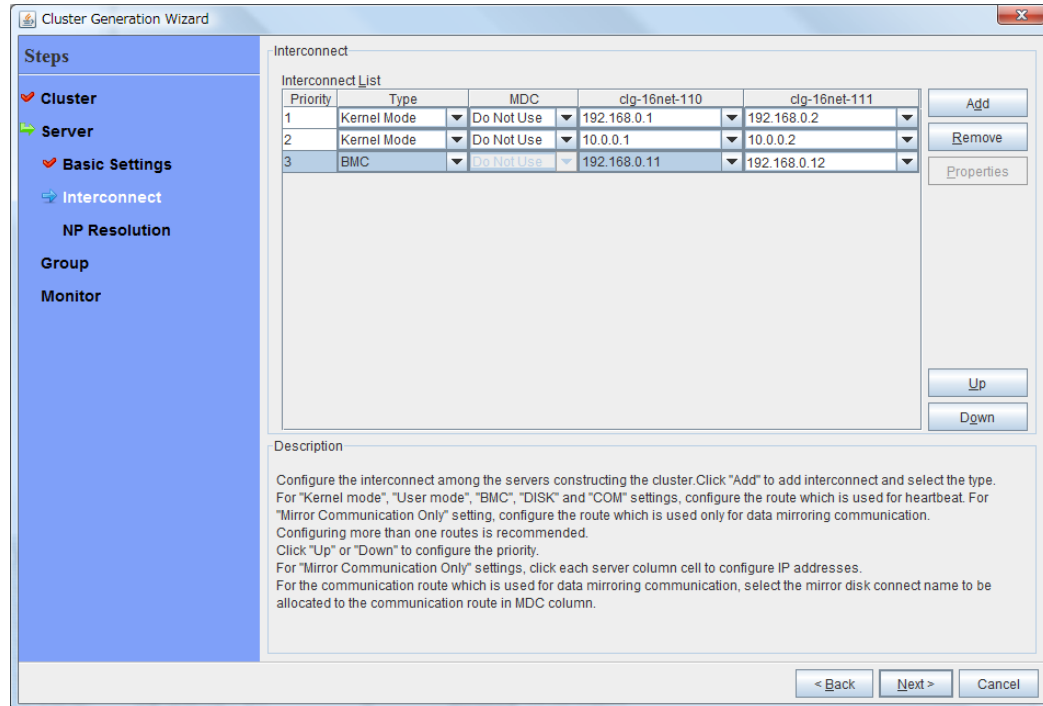 Cluster Generation Wizard
Steps
Cluster
Server
Basic Settings
Interconnect
NP Resolution
Group
Monitor
Interconnect
Interconnect List
Priority Type MDC clg-16net-110 clg-16net-111
1 Kernel Mode Do Not Use 192.168.0.1 192.168.0.2
2 Kernel Mode Do Not Use 10.0.0.1 10.0.0.2
3 BMC Do Not Use 192.168.0.11 192.168.0.12
Add
Remove
Properties
Up
Down
Description
Configure the interconnect among the servers constructing the cluster.Click "Add" to add interconnect and select the type.
For "Kernel mode", "User mode", "BMC", "DISK" and "COM" settings, configure the route which is used for heartbeat. For
"Mirror Communication Only" setting, configure the route which is used only for data mirroring communication.
Configuring more than one routes is recommended.
Click "Up" or "Down" to configure the priority.
For "Mirror Communication Only" settings, click each server column cell to configure IP addresses.
For the communication route which is used for data mirroring communication, select the mirror disk connect name to be
allocated to the communication route in MDC column.
< Back Next > Cancel